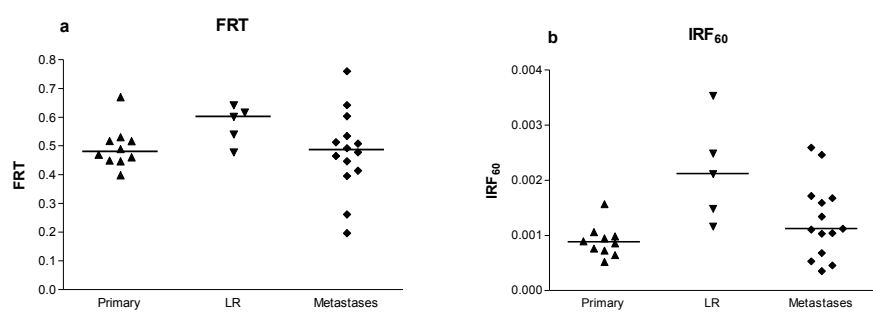 a
FRT
0.8
0.7
0.6
0.5
0.4
0.3
0.2
0.1
0.0
FRT
Primary LR Metastases
b
IRF60
0.004
0.003
0.002
0.001
0.000
IRF60
Primary LR Metastases